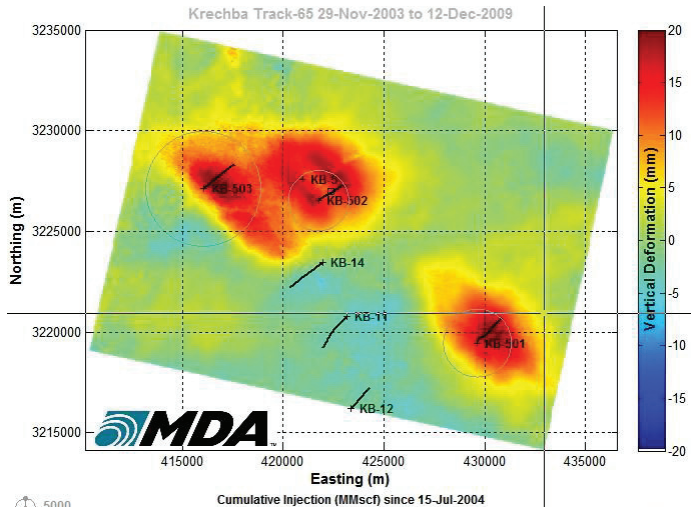 Krechba Track-65 29-Nov-2003 to 12-Dec-2009
3235000
3230000
3225000
3220000
3215000
Northing (m)
KB-503
KB-5
KB-502
KB-14
KB-11
KB-12
KB-501
MDA
415000 420000 425000 430000 435000
Easting (m)
20
15
10
5
0
-5
-10
-15
-20
Vertical Deformation (mm)
5000
Cumulative Injection (MMscf) since 15-Jul-2004